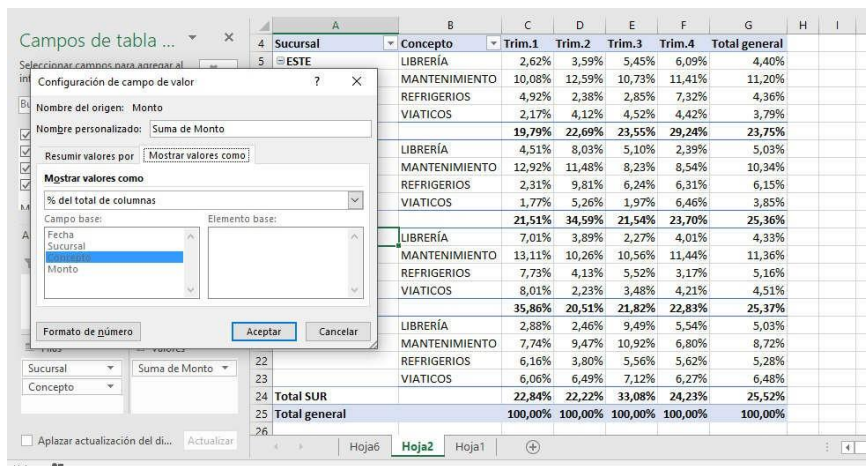 Campos de tabla ...
Seleccionar campos para agregar al
Configuración de campo de valor ? ×
Nombre del origen: Monto
Nombre personalizado: Suma de Monto
Resumir valores por Mostrar valores como
Mostrar valores como
% del total de columnas
Campo base: Elemento base:
Fecha
Sucursal
Concepto
Monto
Formato de número Aceptar Cancelar
Sucursal Suma de Monto
Concepto
Aplazar actualización del di... Actualizar
A B C D E F G H I
4 Sucursal Concepto Trim.1 Trim.2 Trim.3 Trim.4 Total general
5 ESTE LIBRERÍA 2,62% 3,59% 5,45% 6,09% 4,40%
MANTENIMIENTO 10,08% 12,59% 10,73% 11,41% 11,20%
REFRIGERIOS 4,92% 2,38% 2,85% 7,32% 4,36%
VIATICOS 2,17% 4,12% 4,52% 4,42% 3,79%
19,79% 22,69% 23,55% 29,24% 23,75%
LIBRERÍA 4,51% 8,03% 5,10% 2,39% 5,03%
MANTENIMIENTO 12,92% 11,48% 8,23% 8,54% 10,34%
REFRIGERIOS 2,31% 9,81% 6,24% 6,31% 6,15%
VIATICOS 1,77% 5,26% 1,97% 6,46% 3,85%
21,51% 34,59% 21,54% 23,70% 25,36%
LIBRERÍA 7,01% 3,89% 2,27% 4,01% 4,33%
MANTENIMIENTO 13,11% 10,26% 10,56% 11,44% 11,36%
REFRIGERIOS 7,73% 4,13% 5,52% 3,17% 5,16%
VIATICOS 8,01% 2,23% 3,48% 4,21% 4,51%
35,86% 20,51% 21,82% 22,83% 25,37%
LIBRERÍA 2,88% 2,46% 9,49% 5,54% 5,03%
MANTENIMIENTO 7,74% 9,47% 10,92% 6,80% 8,72%
22 REFRIGERIOS 6,16% 3,80% 5,56% 5,62% 5,28%
23 VIATICOS 6,06% 6,49% 7,12% 6,27% 6,48%
24 Total SUR 22,84% 22,22% 33,08% 24,23% 25,52%
25 Total general 100,00% 100,00% 100,00% 100,00% 100,00%
26
Hoja6 Hoja2 Hoja1